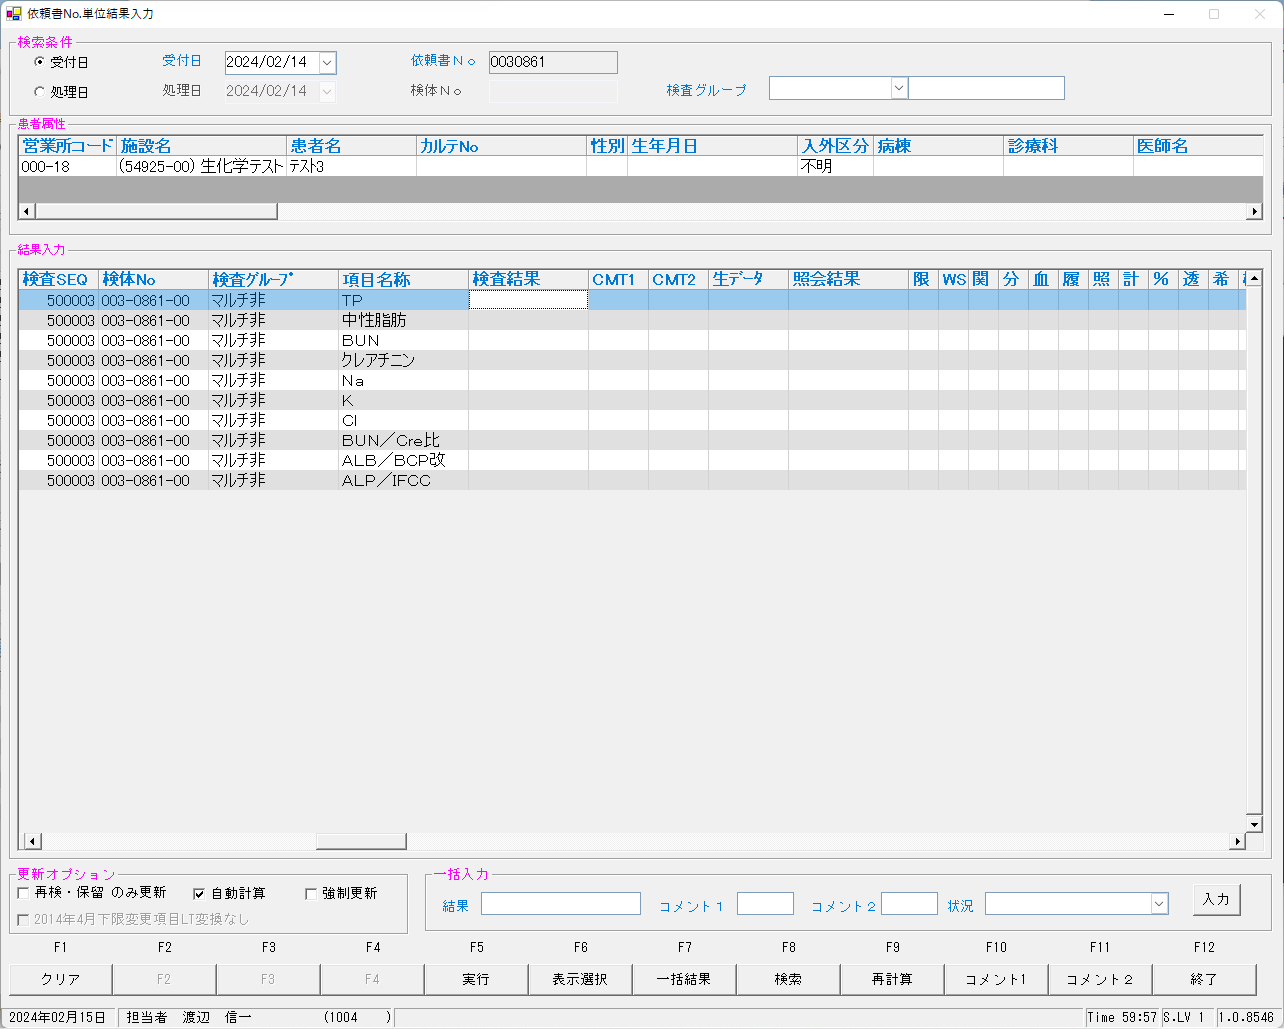 依頼書No.単位結果入力
検索条件
受付日 受付日 2024/02/14 依頼書No 0030861
処理日 処理日 2024/02/14 検体No 検査グループ
患者属性
営業所コード 施設名 患者名 カルテNo 性別 生年月日 入外区分 病棟 診療科 医師名
000-18 (54925-00) 生化学テスト テスト3 不明
結果入力
検査SEQ 検体No 検査グループ 項目名称 検査結果 CMT1 CMT2 生データ 照会結果 限 WS 関 分 血 履 照 計 % 透 希
500003 003-0861-00 マルチ非 TP
500003 003-0861-00 マルチ非 中性脂肪
500003 003-0861-00 マルチ非 BUN
500003 003-0861-00 マルチ非 クレアチニン
500003 003-0861-00 マルチ非 Na
500003 003-0861-00 マルチ非 K
500003 003-0861-00 マルチ非 Cl
500003 003-0861-00 マルチ非 BUN/Cre比
500003 003-0861-00 マルチ非 ALB/BCP改
500003 003-0861-00 マルチ非 ALP/IFCC
更新オプション
再検・保留 のみ更新 自動計算 強制更新
2014年4月下限変更項目LT変換なし
一括入力
結果 コメント1 コメント2 状況 入力
F1 F2 F3 F4 F5 F6 F7 F8 F9 F10 F11 F12
クリア F2 F3 F4 実行 表示選択 一括結果 検索 再計算 コメント1 コメント2 終了
2024年02月15日 担当者 渡辺 信一 (1004 ) Time 59:57 S.LV 1 1.0.8546